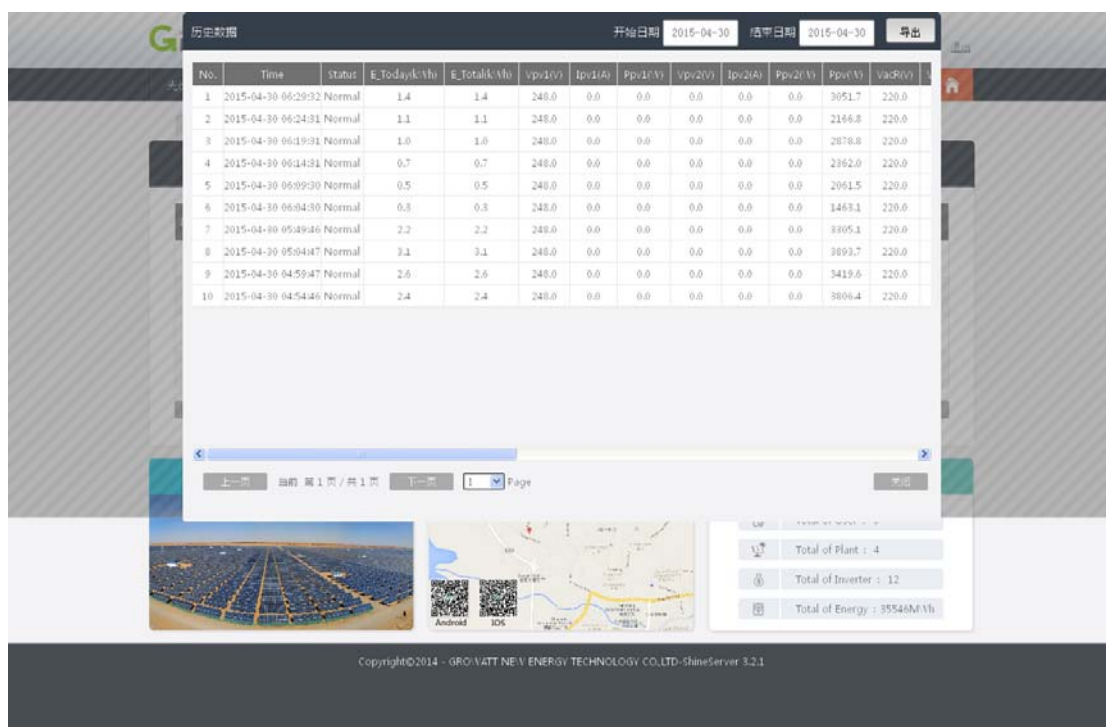 历史数据 开始日期 2015-04-30 结束日期 2015-04-30 导出
No. Time Status E_Today(kWh) E_Total(kWh) Vpv1(V) Ipv1(A) Ppv1(W) Vpv2(V) Ipv2(A) Ppv2(W) Ppv(W) VacR(V)
1 2015-04-30 06:29:32 Normal 1.4 1.4 248.0 0.0 0.0 0.0 0.0 0.0 3051.7 220.0
2 2015-04-30 06:24:31 Normal 1.1 1.1 248.0 0.0 0.0 0.0 0.0 0.0 2166.8 220.0
3 2015-04-30 06:19:31 Normal 1.0 1.0 248.0 0.0 0.0 0.0 0.0 0.0 2878.8 220.0
4 2015-04-30 06:14:31 Normal 0.7 0.7 248.0 0.0 0.0 0.0 0.0 0.0 2362.0 220.0
5 2015-04-30 06:09:30 Normal 0.5 0.5 248.0 0.0 0.0 0.0 0.0 0.0 2061.5 220.0
6 2015-04-30 06:04:30 Normal 0.3 0.3 248.0 0.0 0.0 0.0 0.0 0.0 1463.1 220.0
7 2015-04-30 05:49:46 Normal 2.2 2.2 248.0 0.0 0.0 0.0 0.0 0.0 3305.1 220.0
8 2015-04-30 05:04:47 Normal 3.1 3.1 248.0 0.0 0.0 0.0 0.0 0.0 3893.7 220.0
9 2015-04-30 04:59:47 Normal 2.6 2.6 248.0 0.0 0.0 0.0 0.0 0.0 3419.6 220.0
10 2015-04-30 04:54:46 Normal 2.4 2.4 248.0 0.0 0.0 0.0 0.0 0.0 3806.4 220.0
上一页 当前 第1页/共1页 下一页 1 Page 关闭
Total of Plant : 4
Total of Inverter : 12
Total of Energy : 35546MWh
Android IOS
Copyright©2014 - GROWATT NEW ENERGY TECHNOLOGY CO.,LTD-ShineServer 3.2.1